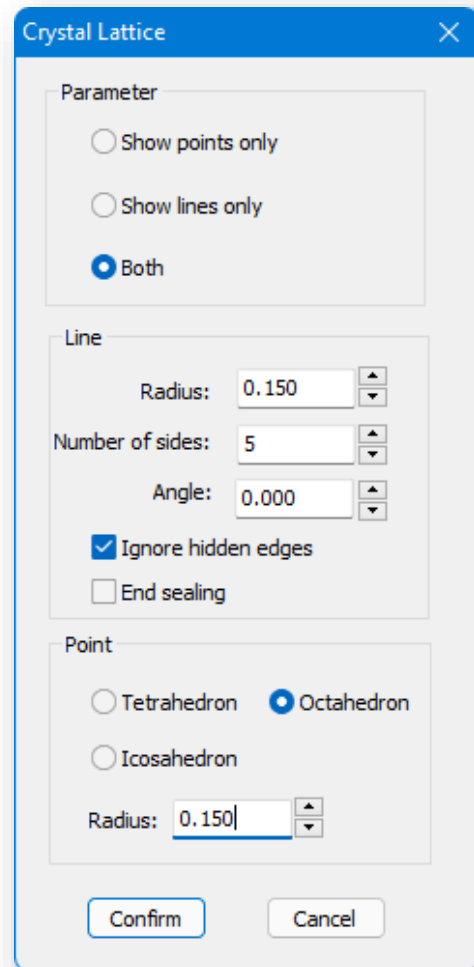 Crystal Lattice
Parameter
Show points only
Show lines only
Both
Line
Radius: 0.150
Number of sides: 5
Angle: 0.000
Ignore hidden edges
End sealing
Point
Tetrahedron Octahedron
Icosahedron
Radius: 0.150
Confirm Cancel